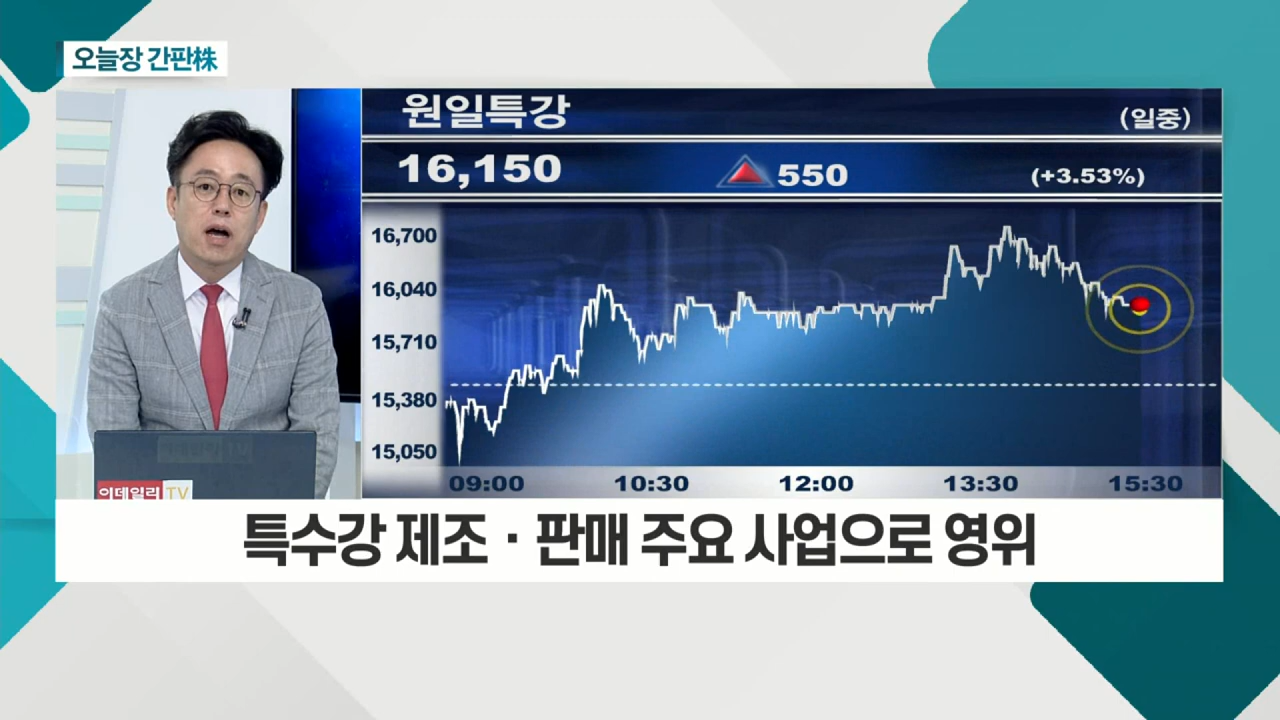 오늘장 간판株
원일특강
(일중)
16,150
550
(+3.53%)
16,700
16,040
15,710
15,380
15,050
09:00
10:30
12:00
13:30
15:30
이데일리 TV
특수강 제조·판매 주요 사업으로 영위